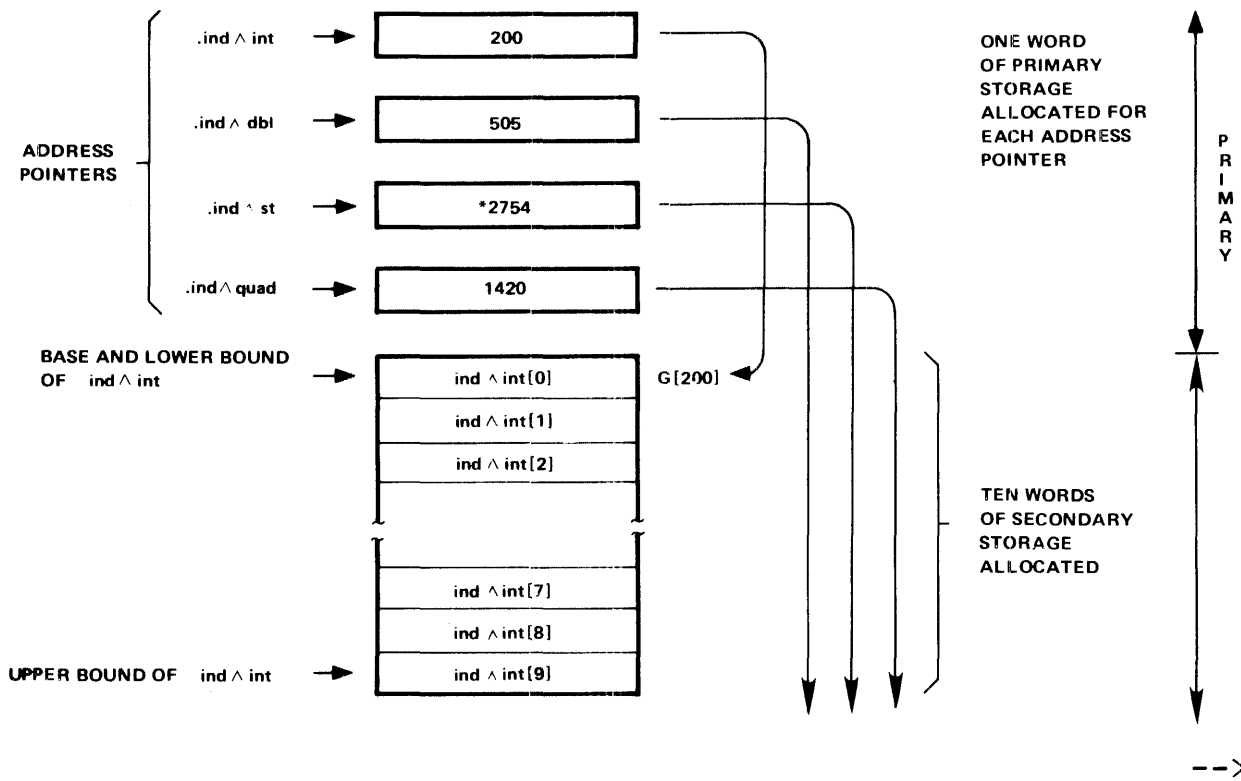 .ind ∧ int
200
ONE WORD
OF PRIMARY
STORAGE
ALLOCATED FOR
EACH ADDRESS
POINTER
.ind ∧ dbl
505
ADDRESS
POINTERS
.ind ∧ st
*2754
.ind ∧ quad
1420
PRIMARY
BASE AND LOWER BOUND
OF ind ∧ int
ind ∧ int[0]
G[200]
ind ∧ int[1]
ind ∧ int[2]
TEN WORDS
OF SECONDARY
STORAGE
ALLOCATED
ind ∧ int[7]
ind ∧ int[8]
UPPER BOUND OF ind ∧ int
ind ∧ int[9]
-->